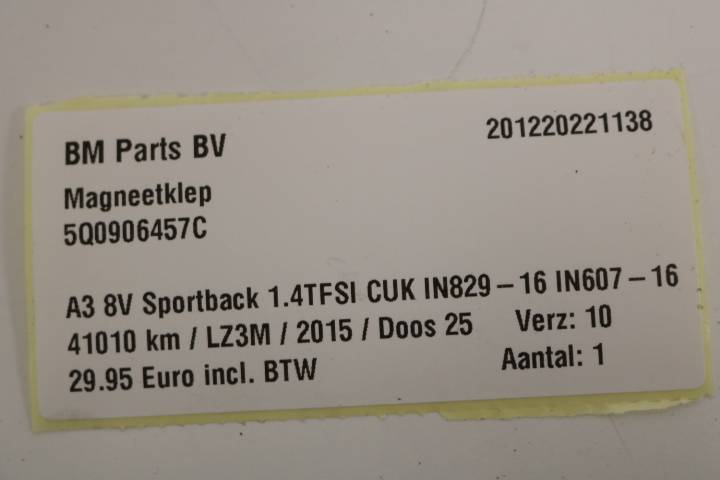 BM Parts BV 201220221138
Magneetklep
5Q0906457C
A3 8V Sportback 1.4TFSI CUK IN829 – 16 IN607 – 16
41010 km / LZ3M / 2015 / Doos 25 Verz: 10
29.95 Euro incl. BTW Aantal: 1